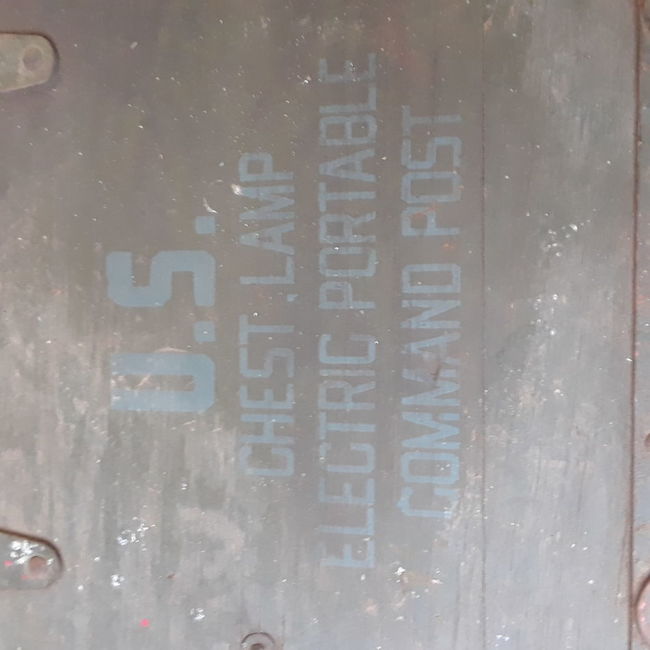 U.S.
CHEST, LAMP
ELECTRIC PORTABLE
COMMAND POST